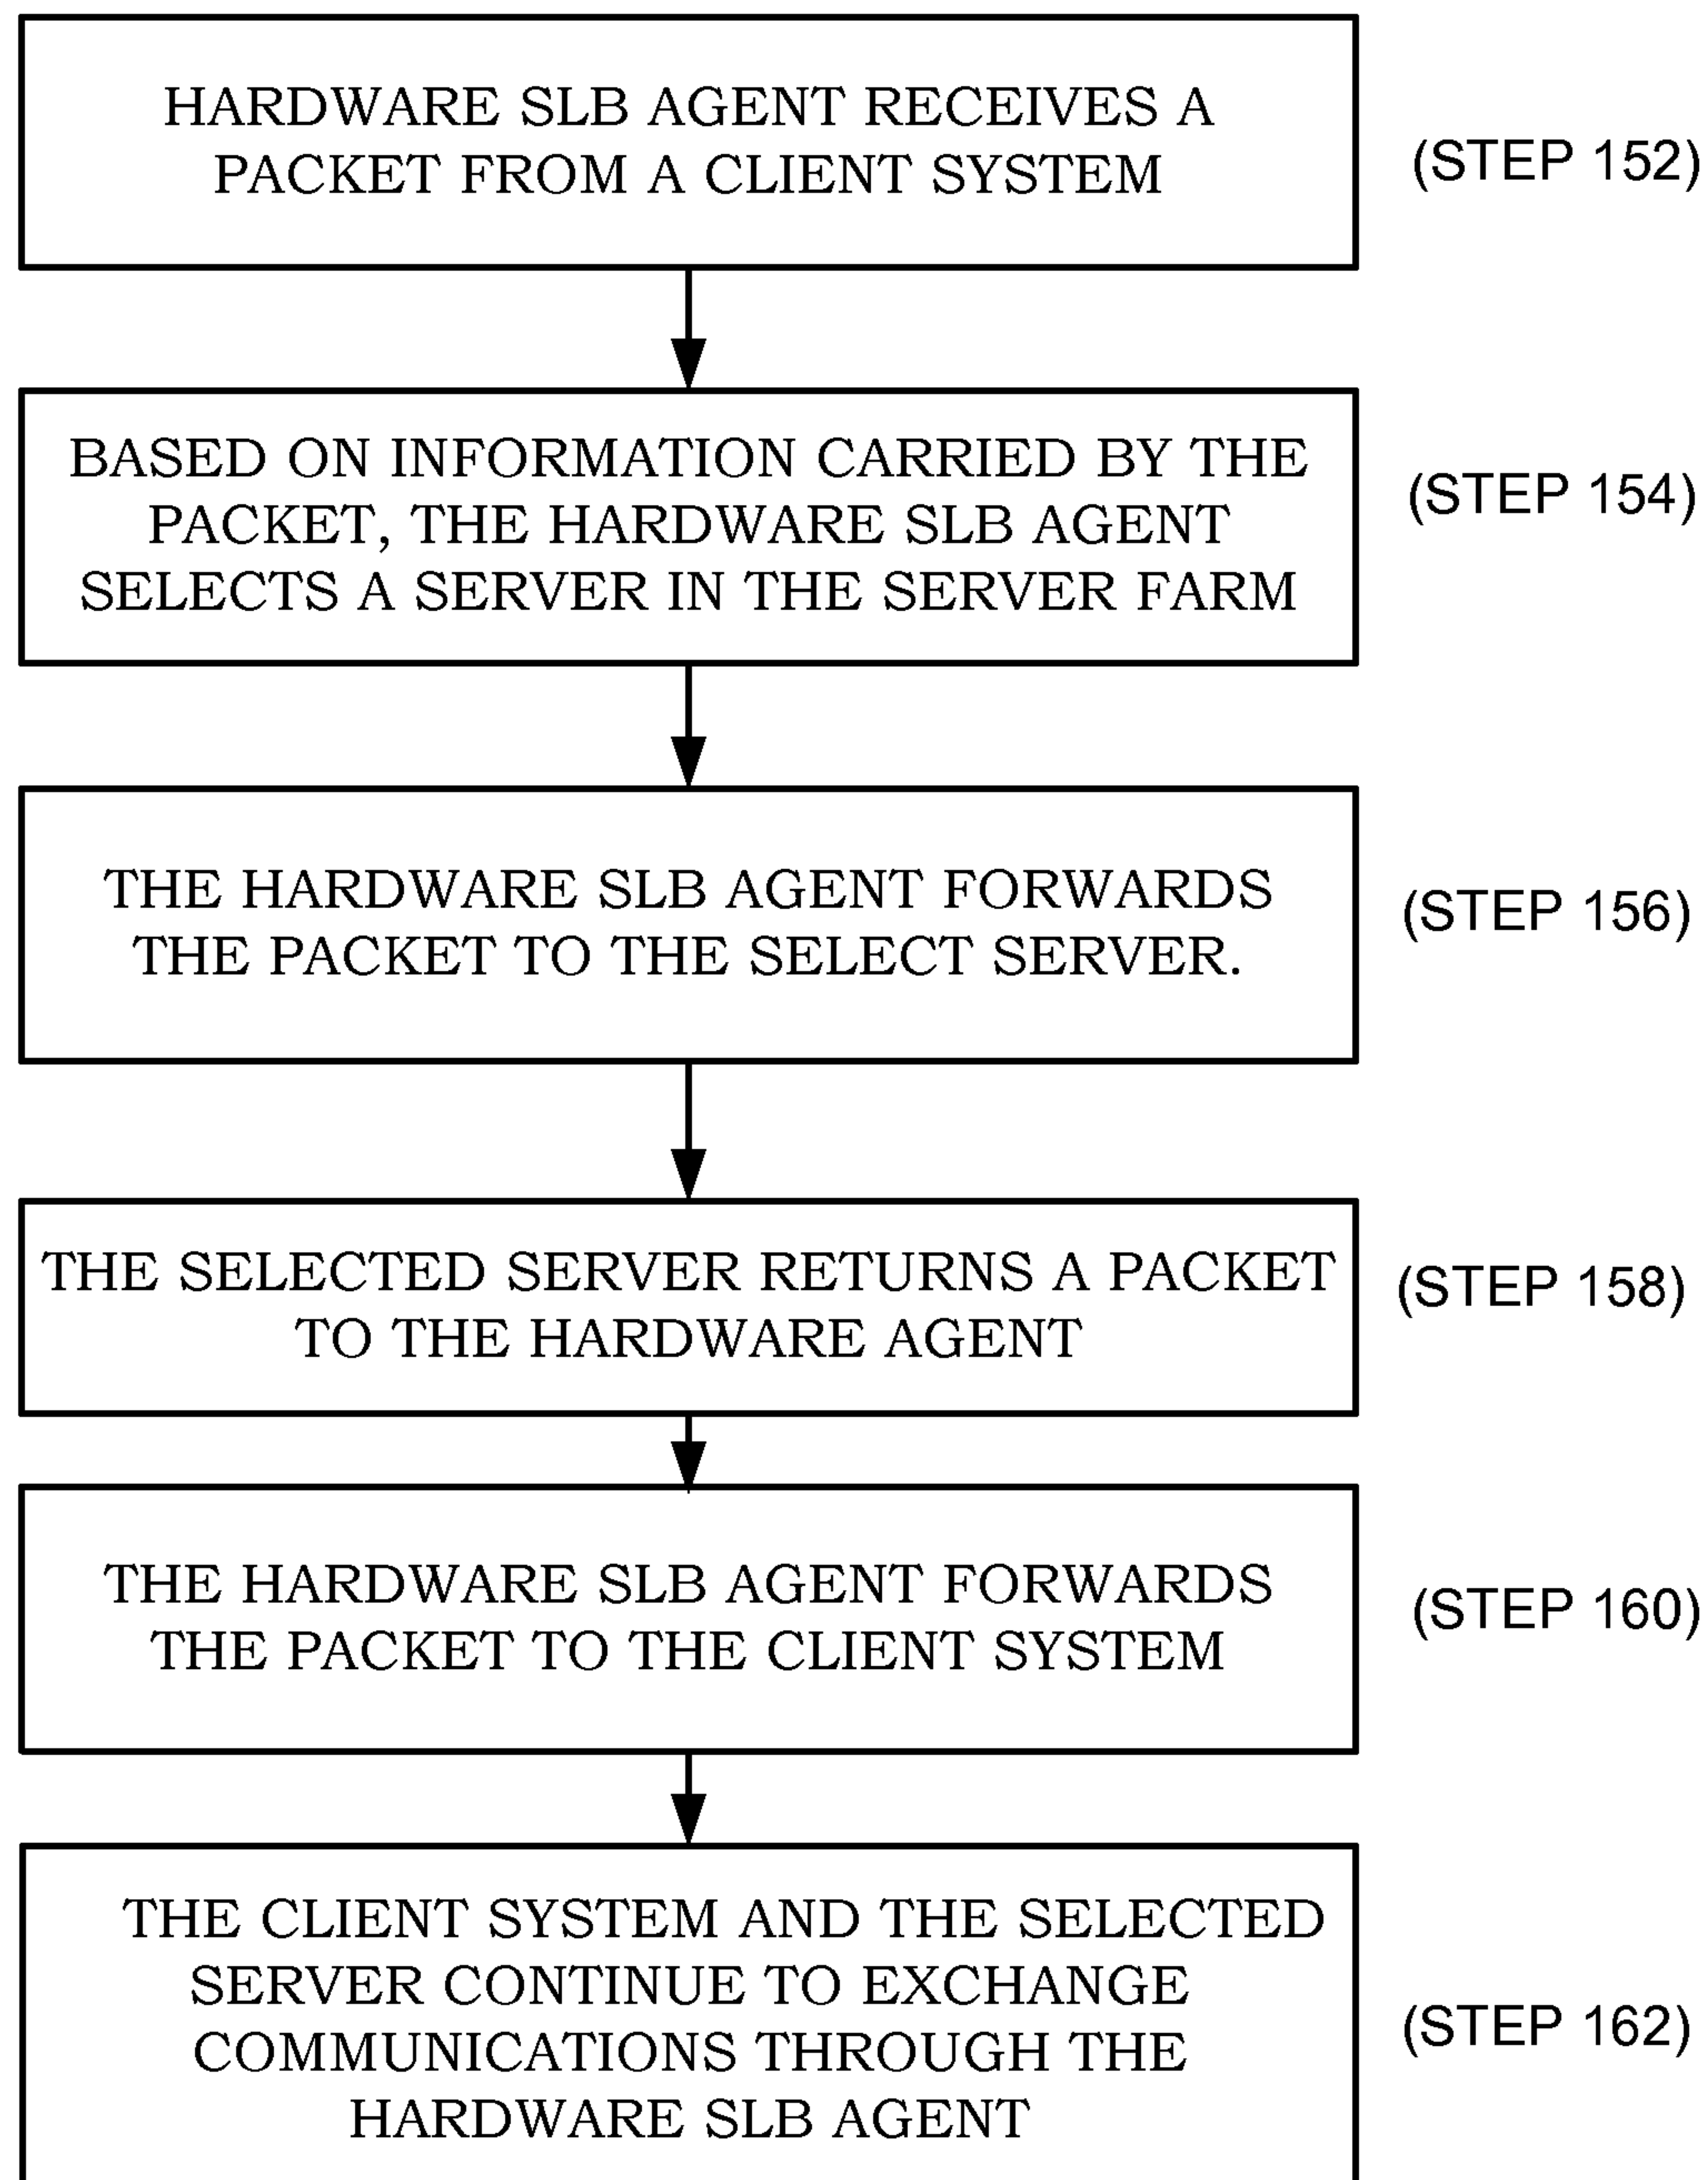 HARDWARE SLB AGENT RECEIVES A
PACKET FROM A CLIENT SYSTEM
(STEP 152)
BASED ON INFORMATION CARRIED BY THE
PACKET, THE HARDWARE SLB AGENT
SELECTS A SERVER IN THE SERVER FARM
(STEP 154)
THE HARDWARE SLB AGENT FORWARDS
THE PACKET TO THE SELECT SERVER.
(STEP 156)
THE SELECTED SERVER RETURNS A PACKET
TO THE HARDWARE AGENT
(STEP 158)
THE HARDWARE SLB AGENT FORWARDS
THE PACKET TO THE CLIENT SYSTEM
(STEP 160)
THE CLIENT SYSTEM AND THE SELECTED
SERVER CONTINUE TO EXCHANGE
COMMUNICATIONS THROUGH THE
HARDWARE SLB AGENT
(STEP 162)